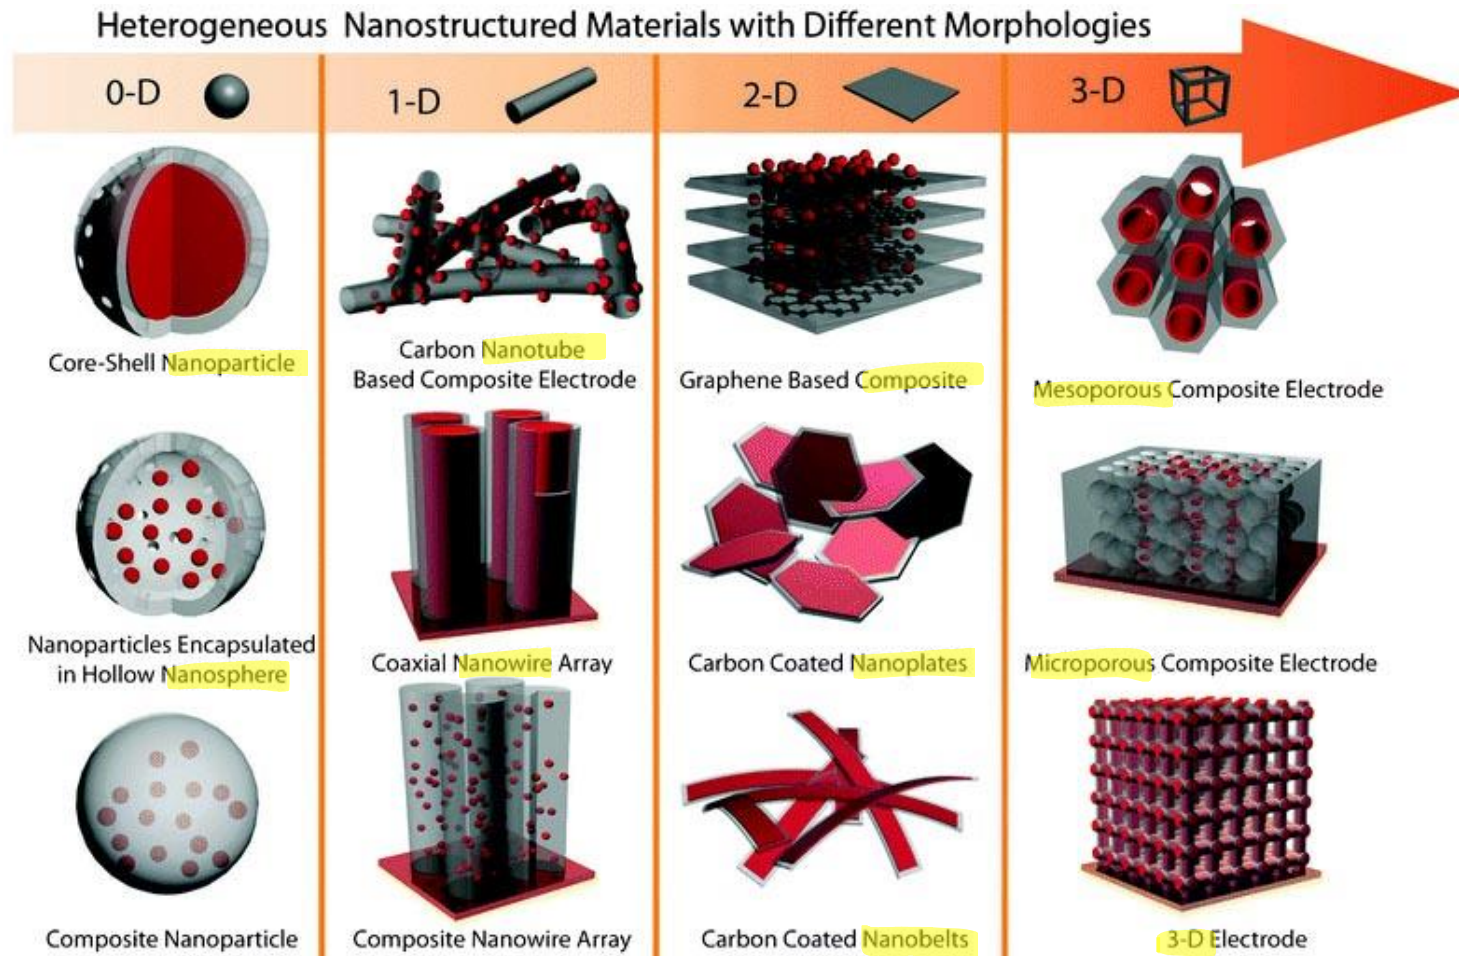 Heterogeneous Nanostructured Materials with Different Morphologies
0-D
1-D
2-D
3-D
Core-Shell Nanoparticle
Carbon Nanotube
Based Composite Electrode
Graphene Based Composite
Mesoporous Composite Electrode
Nanoparticles Encapsulated
in Hollow Nanosphere
Coaxial Nanowire Array
Carbon Coated Nanoplates
Microporous Composite Electrode
Composite Nanoparticle
Composite Nanowire Array
Carbon Coated Nanobelts
3-D Electrode